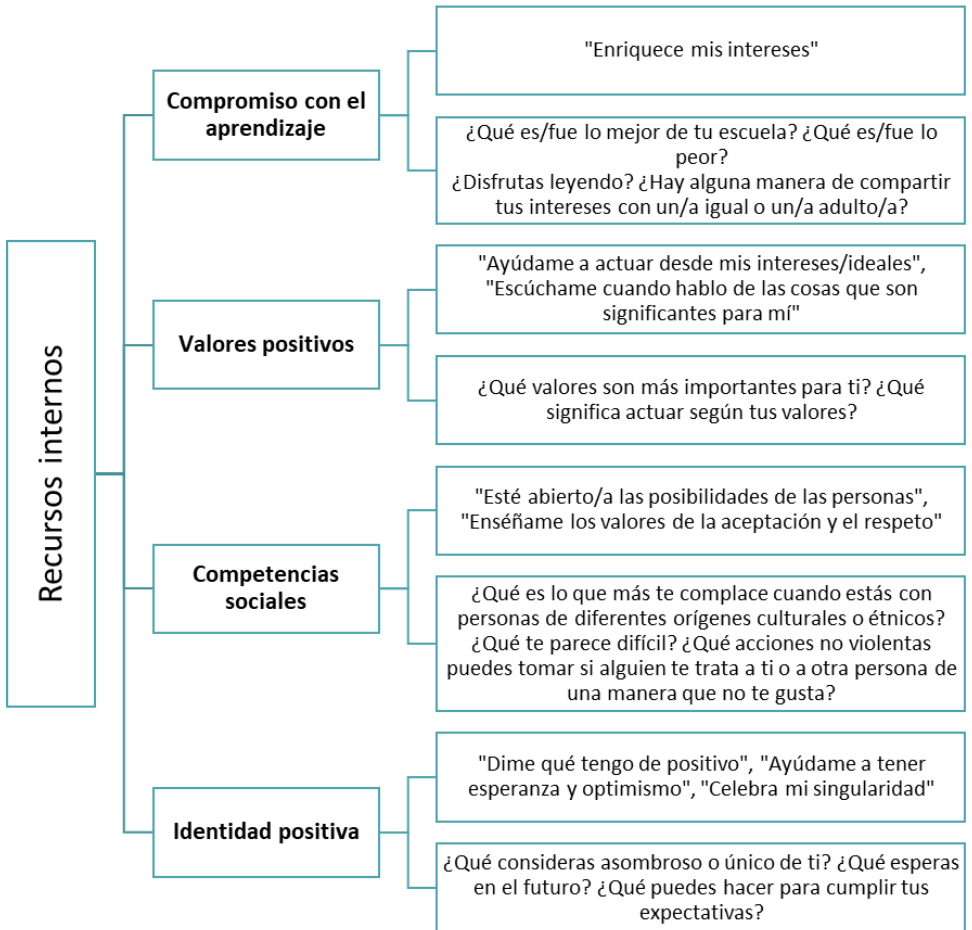 Recursos internos
Compromiso con el
aprendizaje
"Enriquece mis intereses"
¿Qué es/fue lo mejor de tu escuela? ¿Qué es/fue lo
peor?
¿Disfrutas leyendo? ¿Hay alguna manera de compartir
tus intereses con un/a igual o un/a adulto/a?
Valores positivos
"Ayúdame a actuar desde mis intereses/ideales",
"Escúchame cuando hablo de las cosas que son
significantes para mí"
¿Qué valores son más importantes para ti? ¿Qué
significa actuar según tus valores?
Competencias
sociales
"Esté abierto/a las posibilidades de las personas",
"Enséñame los valores de la aceptación y el respeto"
¿Qué es lo que más te complace cuando estás con
personas de diferentes orígenes culturales o étnicos?
¿Qué te parece difícil? ¿Qué acciones no violentas
puedes tomar si alguien te trata a ti o a otra persona de
una manera que no te gusta?
Identidad positiva
"Dime qué tengo de positivo", "Ayúdame a tener
esperanza y optimismo", "Celebra mi singularidad"
¿Qué consideras asombroso o único de ti? ¿Qué esperas
en el futuro? ¿Qué puedes hacer para cumplir tus
expectativas?